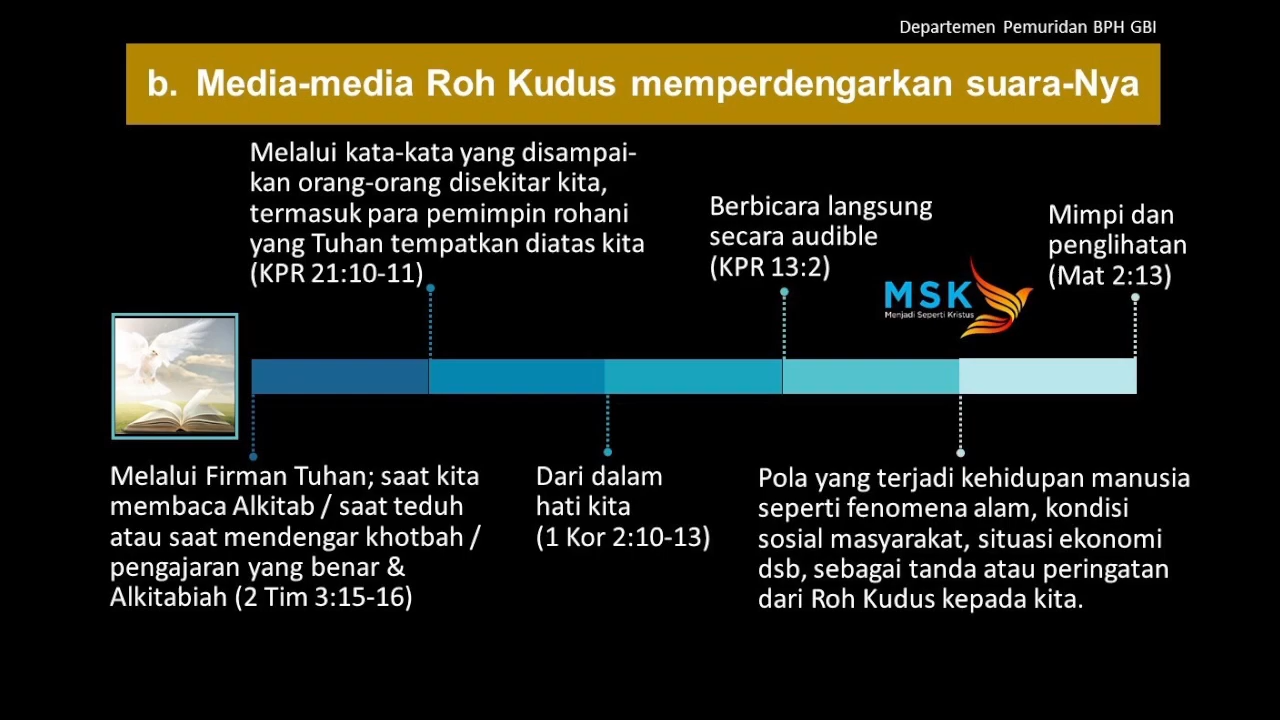 Departemen Pemuridan BPH GBI
b. Media-media Roh Kudus memperdengarkan suara-Nya
Melalui kata-kata yang disampai-
kan orang-orang disekitar kita,
termasuk para pemimpin rohani
yang Tuhan tempatkan diatas kita
(KPR 21:10-11)
Berbicara langsung
secara audible
(KPR 13:2)
Mimpi dan
penglihatan
(Mat 2:13)
MSK
Menjadi Seperti Kristus
Melalui Firman Tuhan; saat kita
membaca Alkitab / saat teduh
atau saat mendengar khotbah /
pengajaran yang benar &
Alkitabiah (2 Tim 3:15-16)
Dari dalam
hati kita
(1 Kor 2:10-13)
Pola yang terjadi kehidupan manusia
seperti fenomena alam, kondisi
sosial masyarakat, situasi ekonomi
dsb, sebagai tanda atau peringatan
dari Roh Kudus kepada kita.